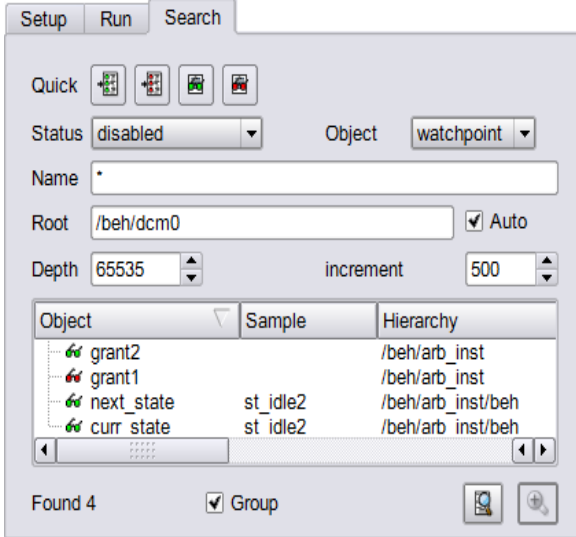 Setup Run Search
Quick
Status disabled Object watchpoint
Name *
Root /beh/dcm0 Auto
Depth 65535 increment 500
Object Sample Hierarchy
grant2 /beh/arb_inst
grant1 /beh/arb_inst
next_state st_idle2 /beh/arb_inst/beh
curr_state st_idle2 /beh/arb_inst/beh
Found 4 Group